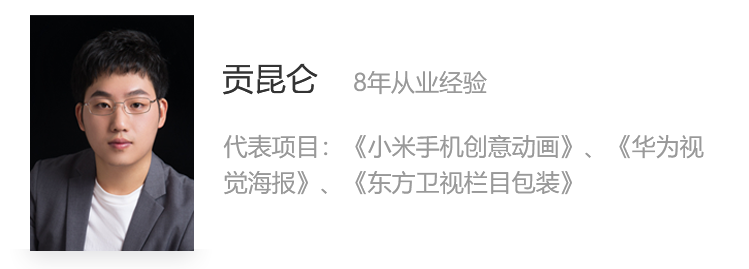 贡昆仑 8年从业经验
代表项目：《小米手机创意动画》、《华为视
觉海报》、《东方卫视栏目包装》